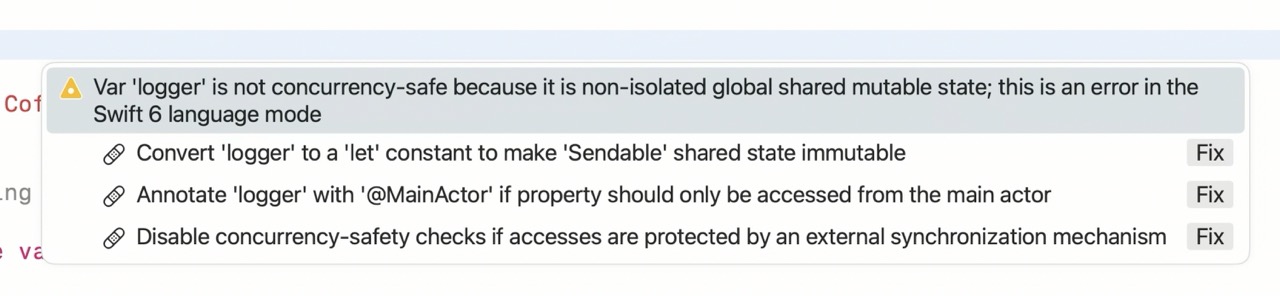 Var 'logger' is not concurrency-safe because it is non-isolated global shared mutable state; this is an error in the
Cof
Swift 6 language mode
Convert 'logger' to a 'let' constant to make 'Sendable' shared state immutable Fix
ing
Annotate 'logger' with '@MainActor' if property should only be accessed from the main actor Fix
Disable concurrency-safety checks if accesses are protected by an external synchronization mechanism Fix
e va